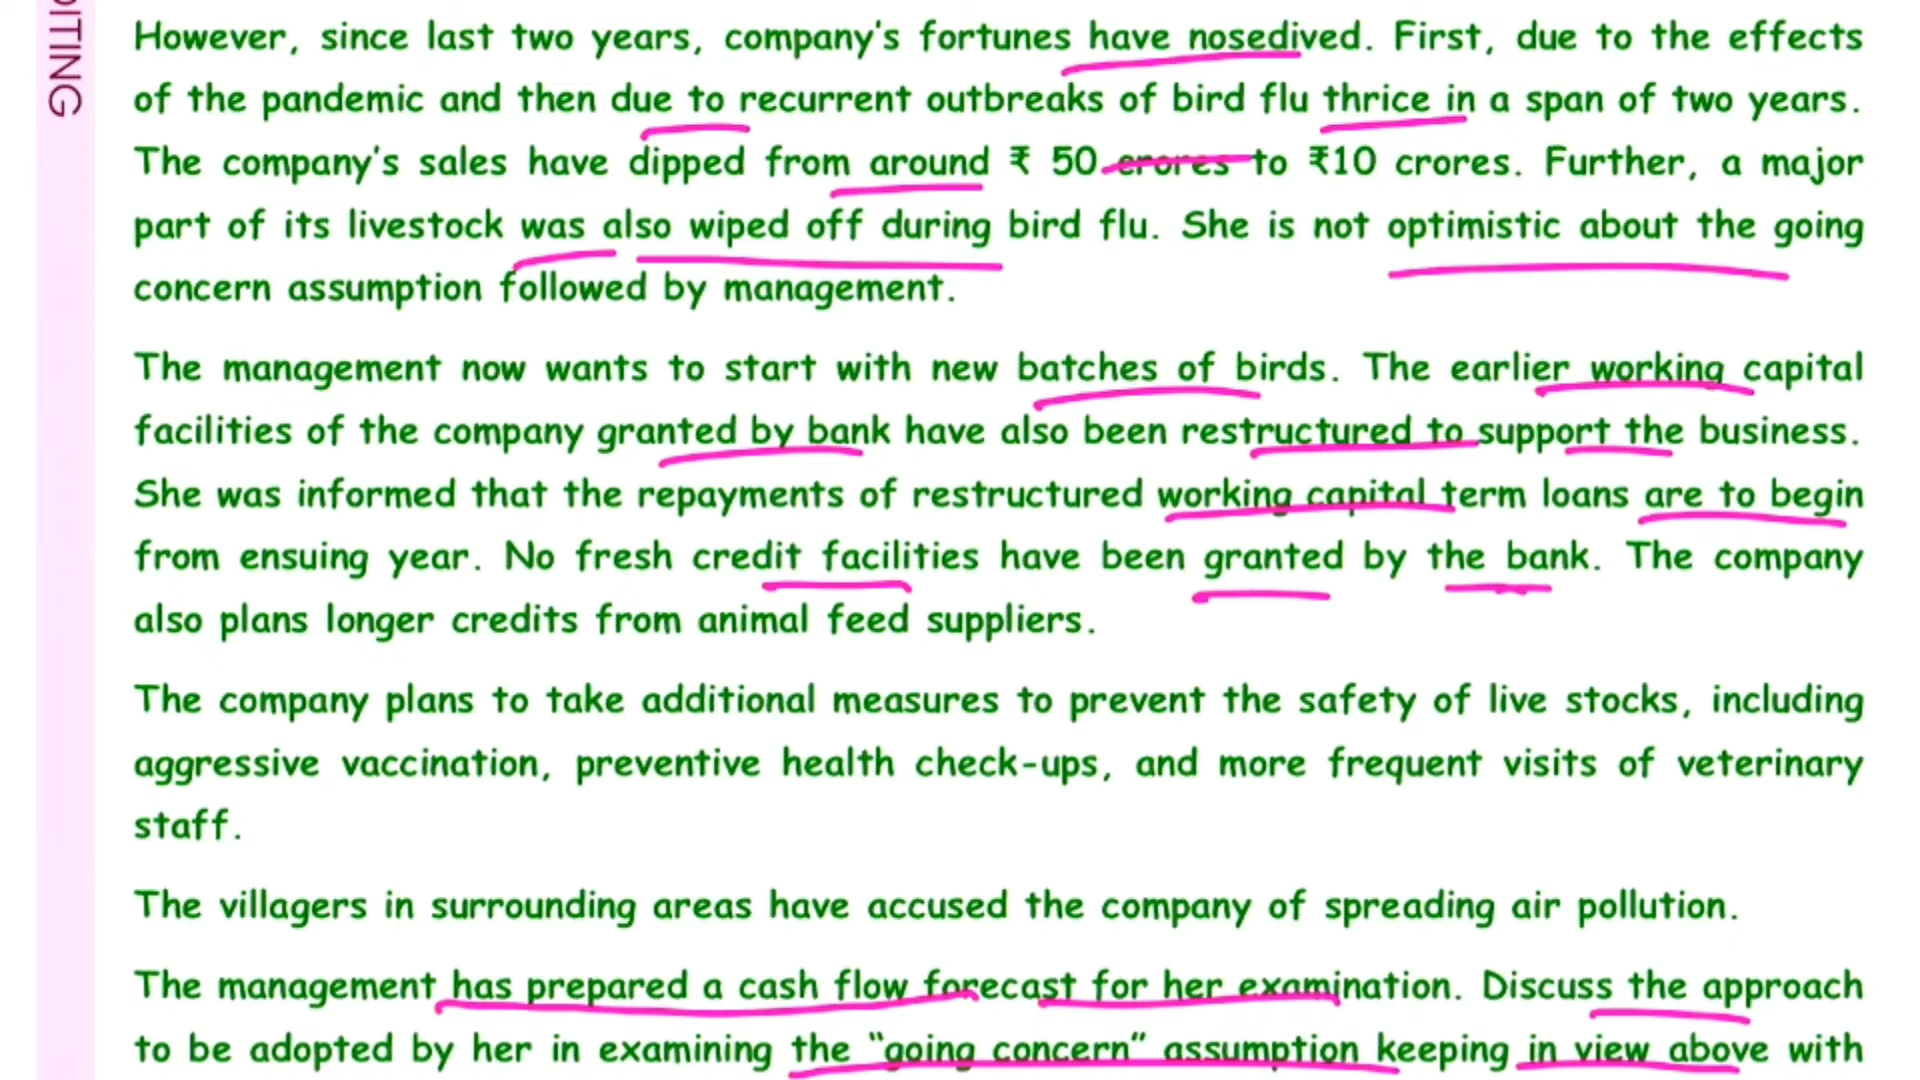 DITING
However, since last two years, company's fortunes have nosedived. First, due to the effects
of the pandemic and then due to recurrent outbreaks of bird flu thrice in a span of two years.
The company's sales have dipped from around ₹ 50 crores to ₹10 crores. Further, a major
part of its livestock was also wiped off during bird flu. She is not optimistic about the going
concern assumption followed by management.
The management now wants to start with new batches of birds. The earlier working capital
facilities of the company granted by bank have also been restructured to support the business.
She was informed that the repayments of restructured working capital term loans are to begin
from ensuing year. No fresh credit facilities have been granted by the bank. The company
also plans longer credits from animal feed suppliers.
The company plans to take additional measures to prevent the safety of live stocks, including
aggressive vaccination, preventive health check-ups, and more frequent visits of veterinary
staff.
The villagers in surrounding areas have accused the company of spreading air pollution.
The management has prepared a cash flow forecast for her examination. Discuss the approach
to be adopted by her in examining the “going concern” assumption keeping in view above with